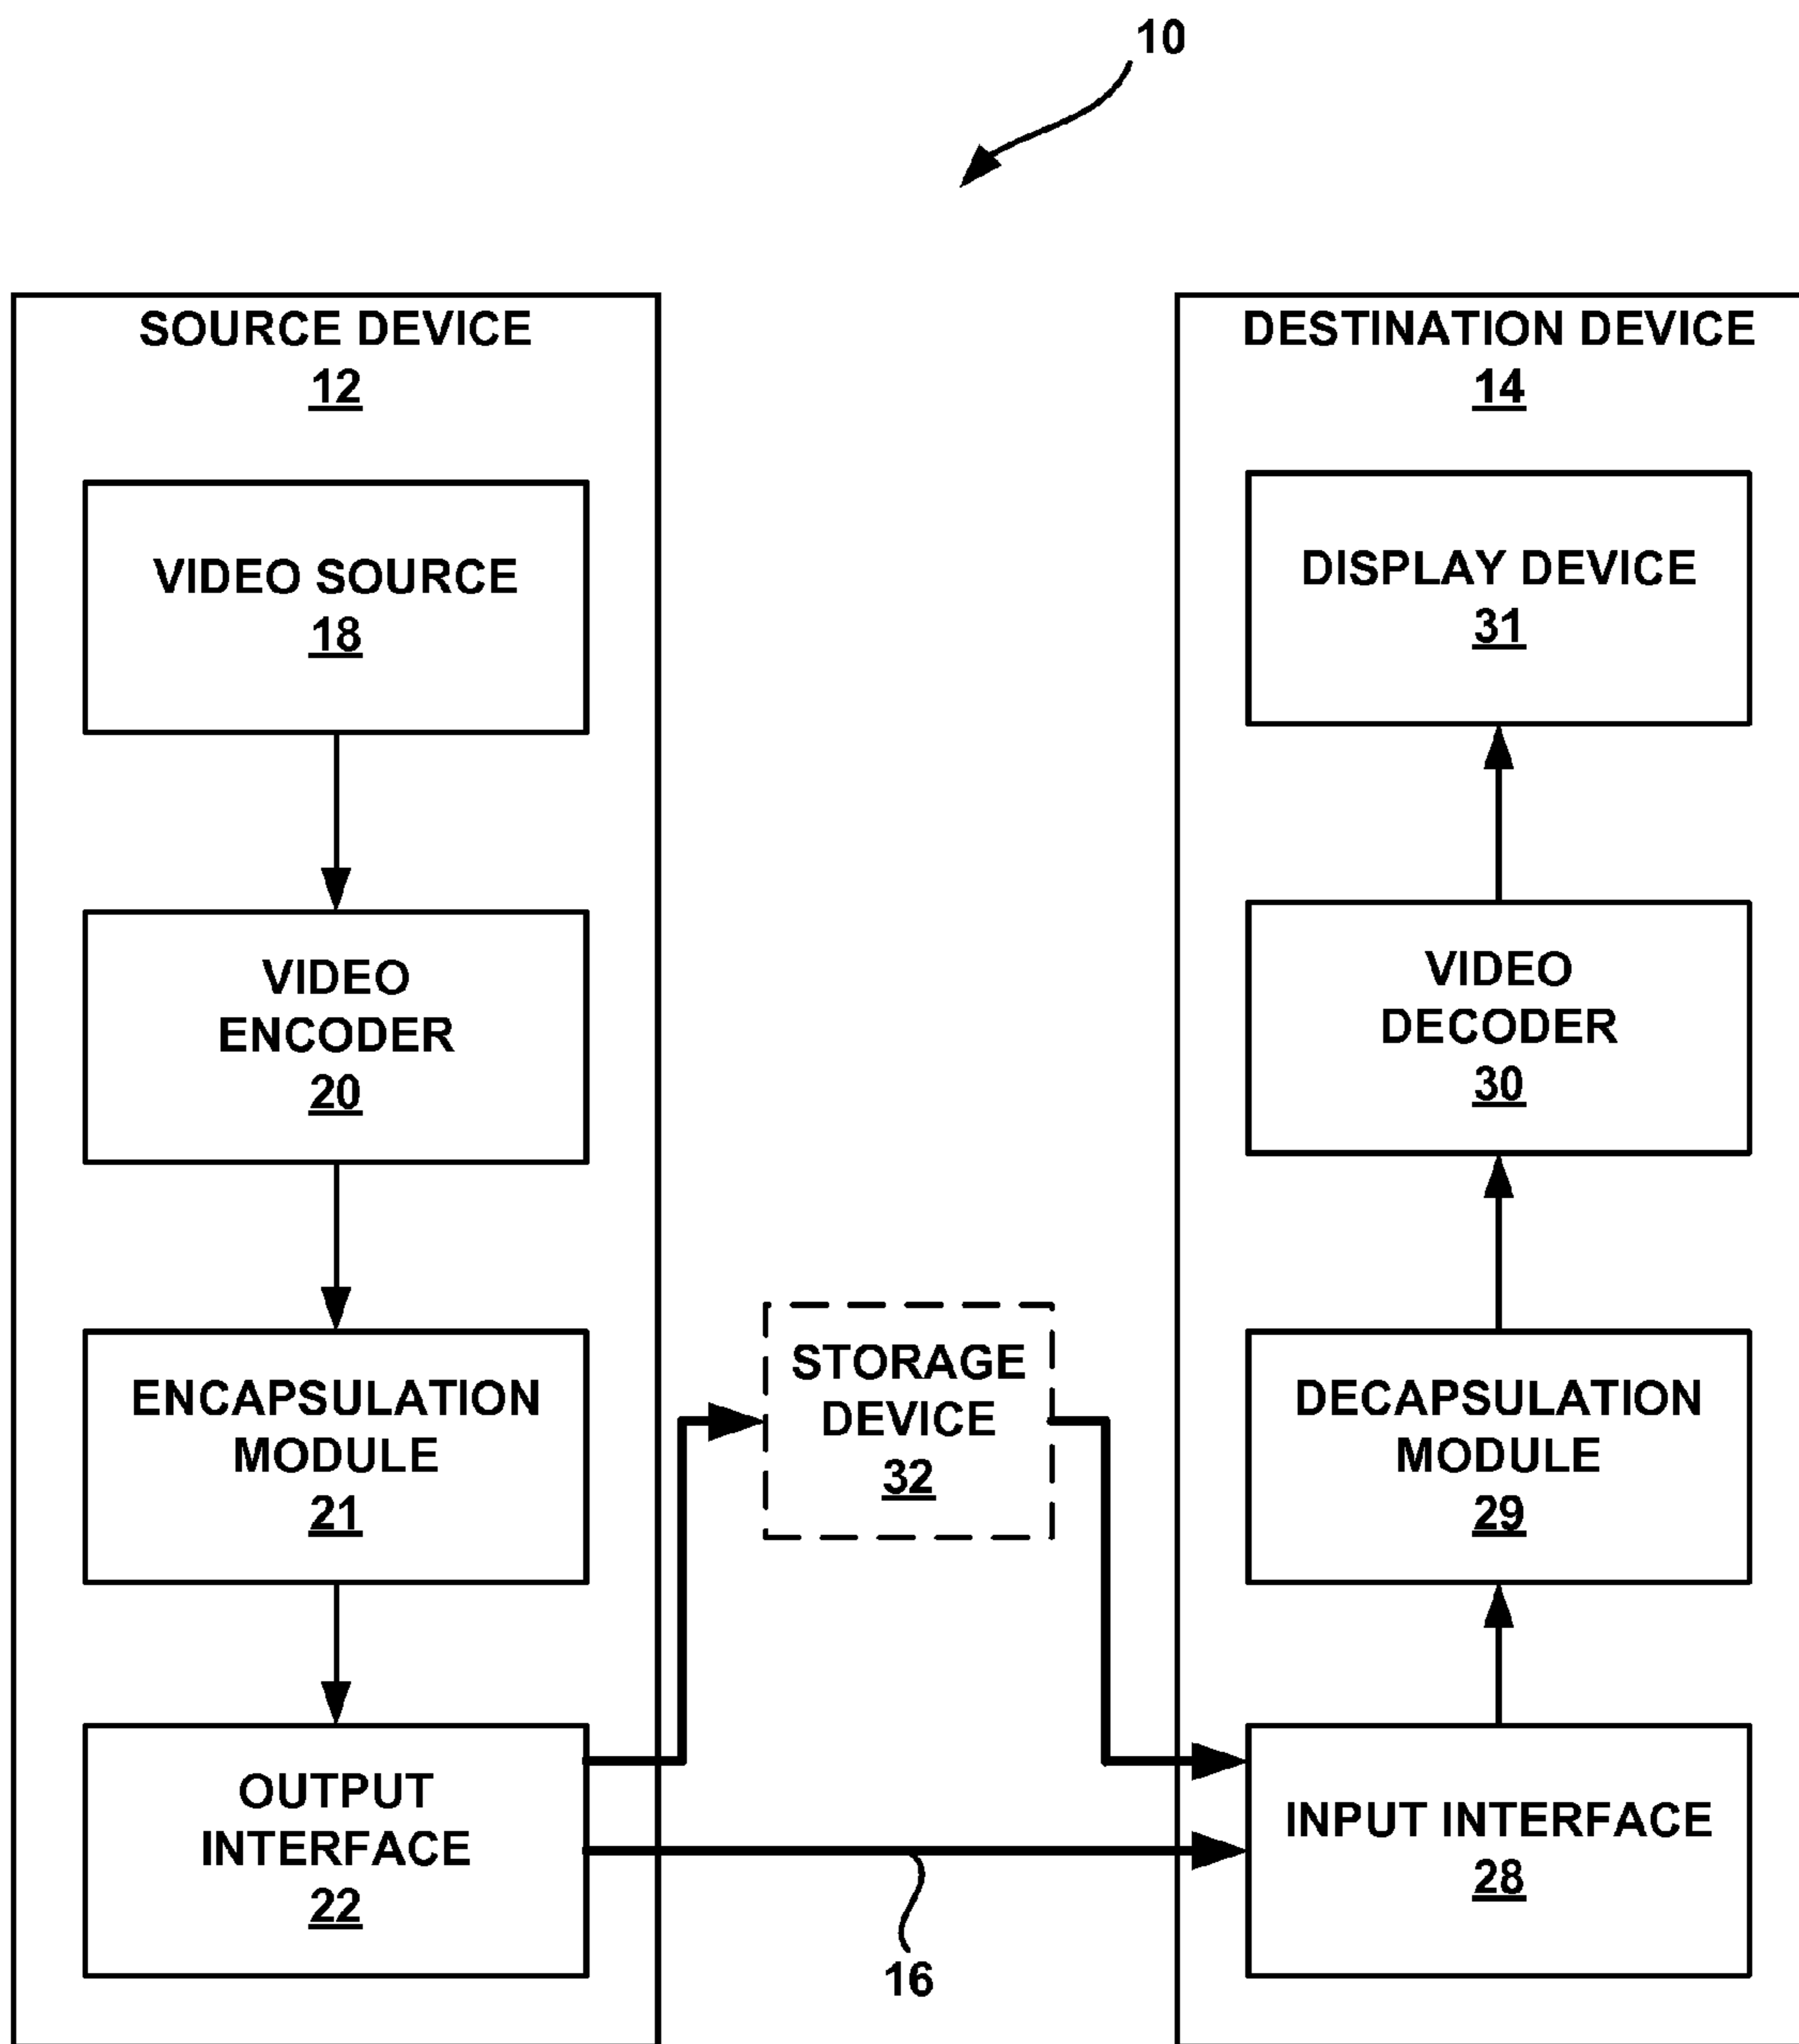 10
SOURCE DEVICE
12
VIDEO SOURCE
18
VIDEO
ENCODER
20
ENCAPSULATION
MODULE
21
OUTPUT
INTERFACE
22
STORAGE
DEVICE
32
16
DESTINATION DEVICE
14
DISPLAY DEVICE
31
VIDEO
DECODER
30
DECAPSULATION
MODULE
29
INPUT INTERFACE
28